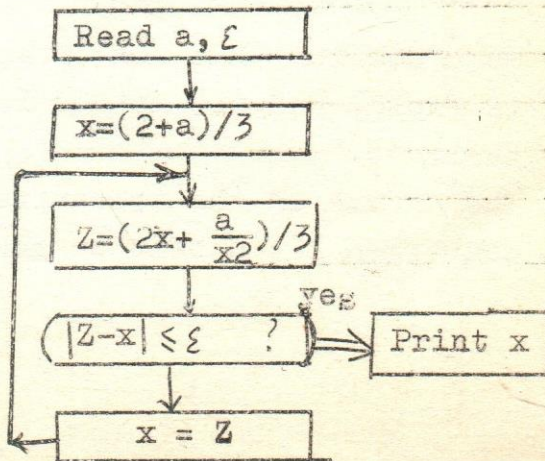 Read a, ε
x=(2+a)/3
Z=(2x+ a/x2)/3
|Z-x| ≤ ε ?
yes
Print x
x = Z